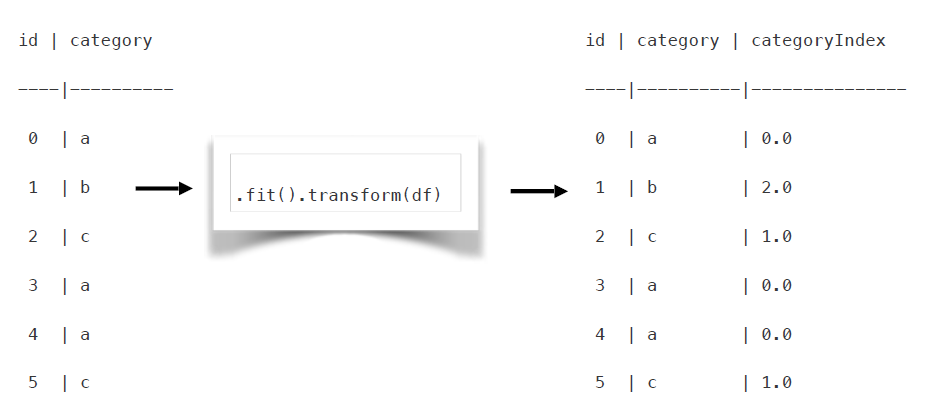 id | category
----|----------
0 | a
1 | b
2 | c
3 | a
4 | a
5 | c
.fit().transform(df)
id | category | categoryIndex
----|----------|---------------
0 | a | 0.0
1 | b | 2.0
2 | c | 1.0
3 | a | 0.0
4 | a | 0.0
5 | c | 1.0